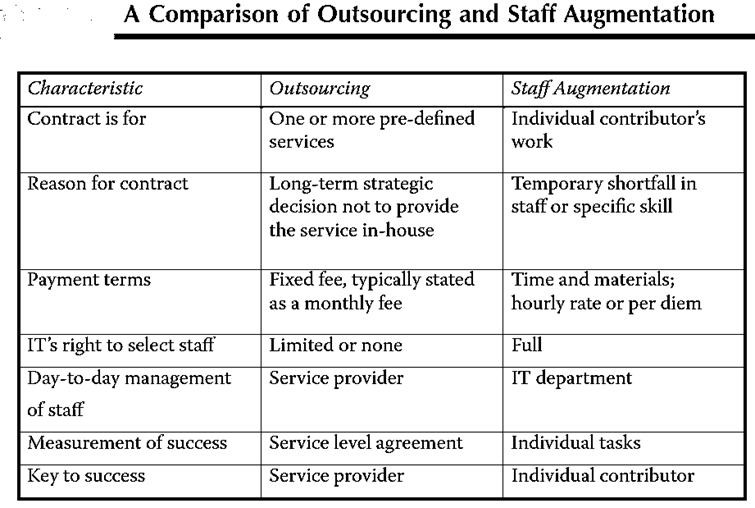 A Comparison of Outsourcing and Staff Augmentation
Characteristic Outsourcing Staff Augmentation
Contract is for One or more pre-defined Individual contributor's
services work
Reason for contract Long-term strategic Temporary shortfall in
decision not to provide staff or specific skill
the service in-house
Payment terms Fixed fee, typically stated Time and materials;
as a monthly fee hourly rate or per diem
IT's right to select staff Limited or none Full
Day-to-day management Service provider IT department
of staff
Measurement of success Service level agreement Individual tasks
Key to success Service provider Individual contributor